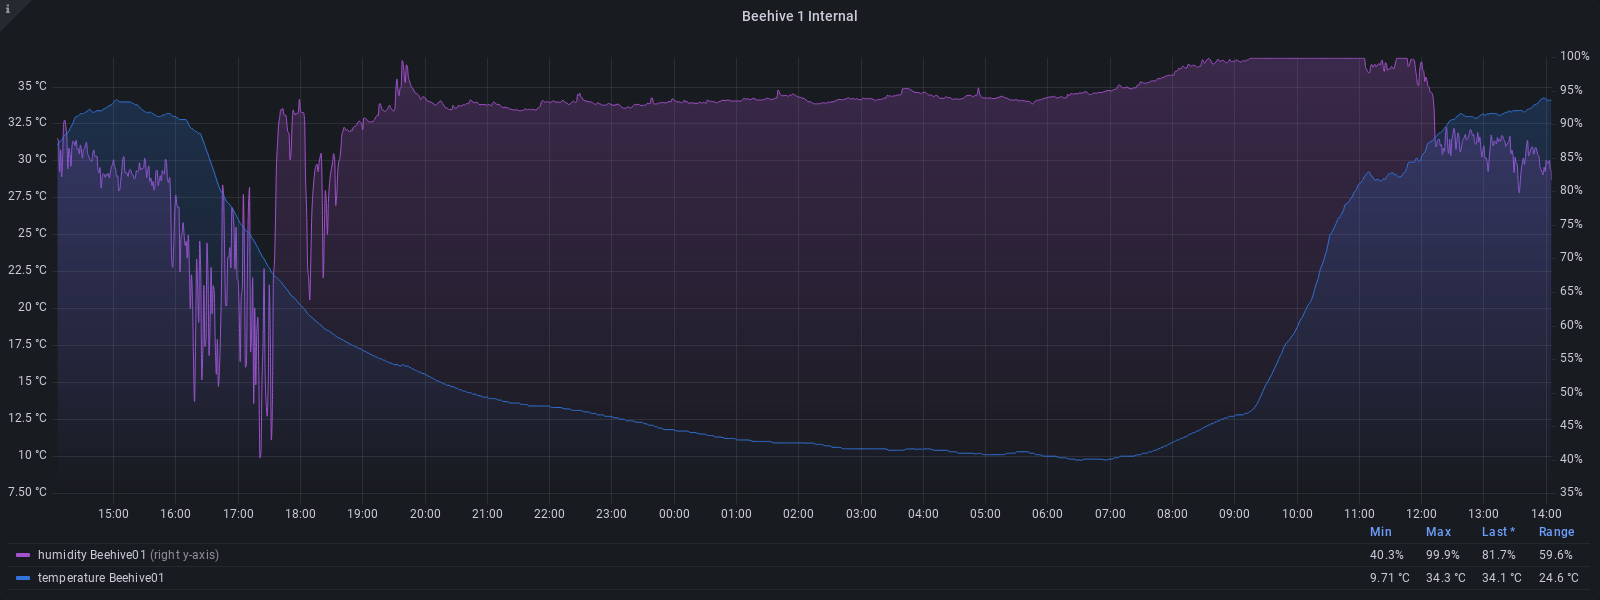 i
Beehive 1 Internal
35 °C
32.5 °C
30 °C
27.5 °C
25 °C
22.5 °C
20 °C
17.5 °C
15 °C
12.5 °C
10 °C
7.50 °C
100%
95%
90%
85%
80%
75%
70%
65%
60%
55%
50%
45%
40%
35%
15:00 16:00 17:00 18:00 19:00 20:00 21:00 22:00 23:00 00:00 01:00 02:00 03:00 04:00 05:00 06:00 07:00 08:00 09:00 10:00 11:00 12:00 13:00 14:00
Min Max Last * Range
humidity Beehive01 (right y-axis) 40.3% 99.9% 81.7% 59.6%
temperature Beehive01 9.71 °C 34.3 °C 34.1 °C 24.6 °C